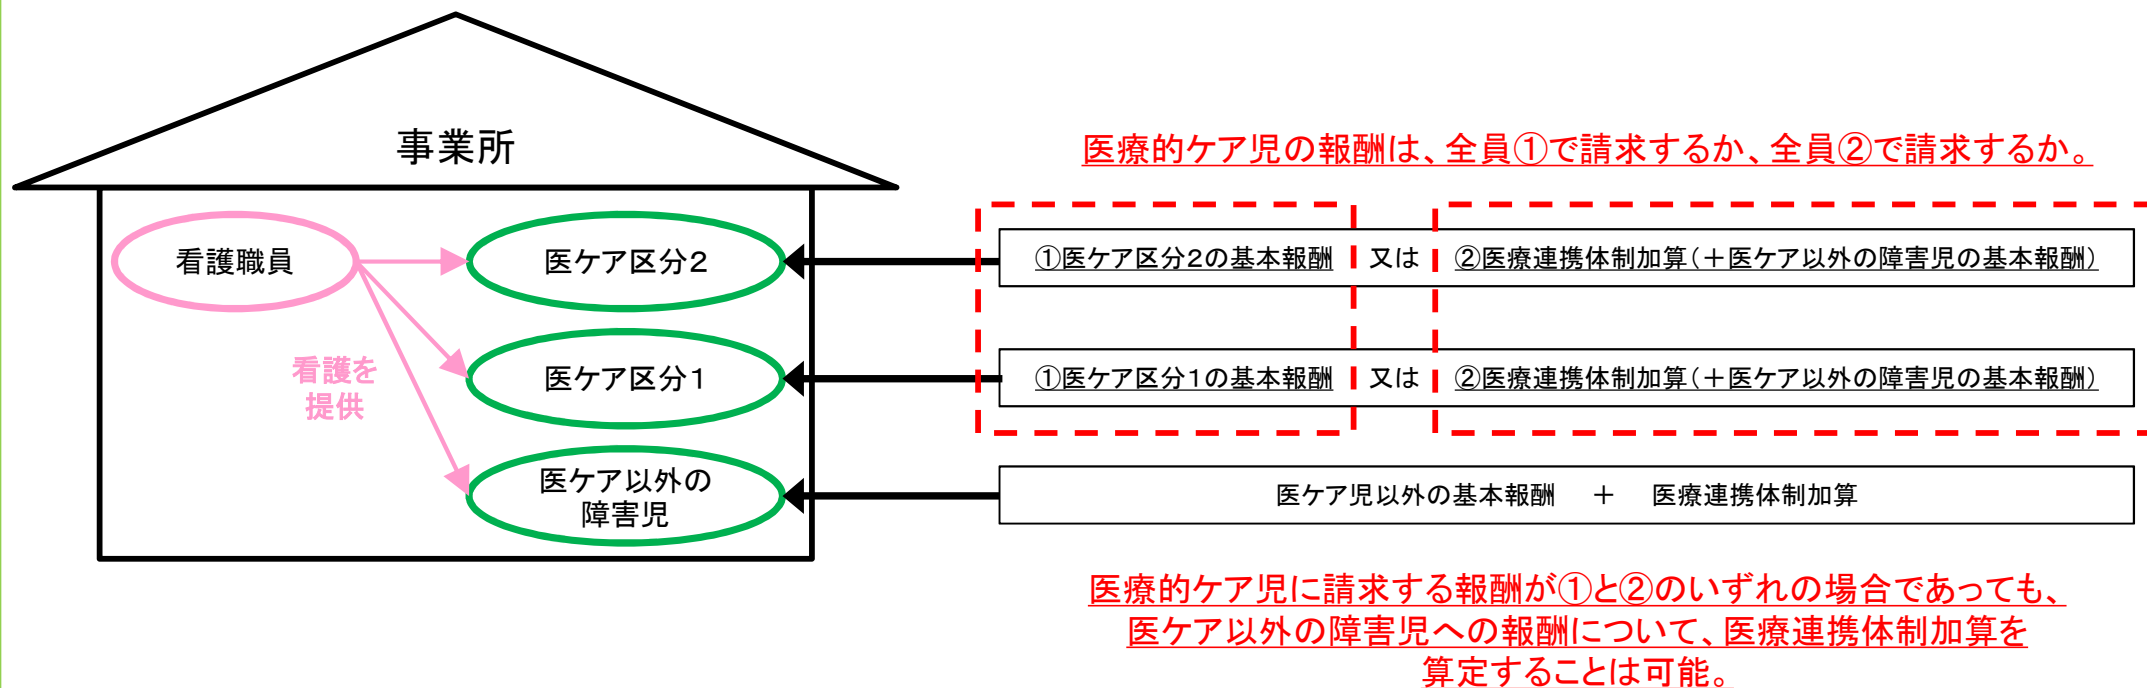 事業所
医療的ケア児の報酬は、全員①で請求するか、全員②で請求するか。
看護職員
医ケア区分２
①医ケア区分２の基本報酬 又は ②医療連携体制加算（＋医ケア以外の障害児の基本報酬）
看護を
提供
医ケア区分１
①医ケア区分１の基本報酬 又は ②医療連携体制加算（＋医ケア以外の障害児の基本報酬）
医ケア以外の
障害児
医ケア児以外の基本報酬 ＋ 医療連携体制加算
医療的ケア児に請求する報酬が①と②のいずれの場合であっても、
医ケア以外の障害児への報酬について、医療連携体制加算を
算定することは可能。